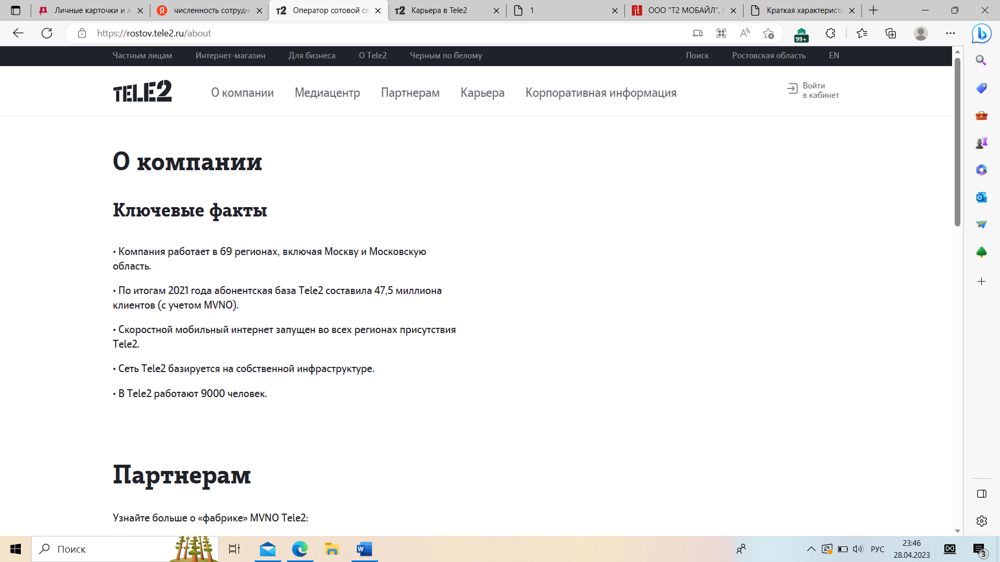 Личные карточки и л
численность сотрудн
Оператор сотовой св
Карьера в Tele2
1
ООО "Т2 МОБАЙЛ", г
Краткая характеристи
https://rostov.tele2.ru/about
99+
Частным лицам
Интернет-магазин
Для бизнеса
О Tele2
Черным по белому
Поиск
Ростовская область
EN
TELE2
О компании
Медиацентр
Партнерам
Карьера
Корпоративная информация
Войти
в кабинет
О компании
Ключевые факты
• Компания работает в 69 регионах, включая Москву и Московскую
область.
• По итогам 2021 года абонентская база Tele2 составила 47,5 миллиона
клиентов (с учетом MVNO).
• Скоростной мобильный интернет запущен во всех регионах присутствия
Tele2.
• Сеть Tele2 базируется на собственной инфраструктуре.
• В Tele2 работают 9000 человек.
Партнерам
Узнайте больше о «фабрике» MVNO Tele2:
Поиск
РУС
23:46
28.04.2023
3